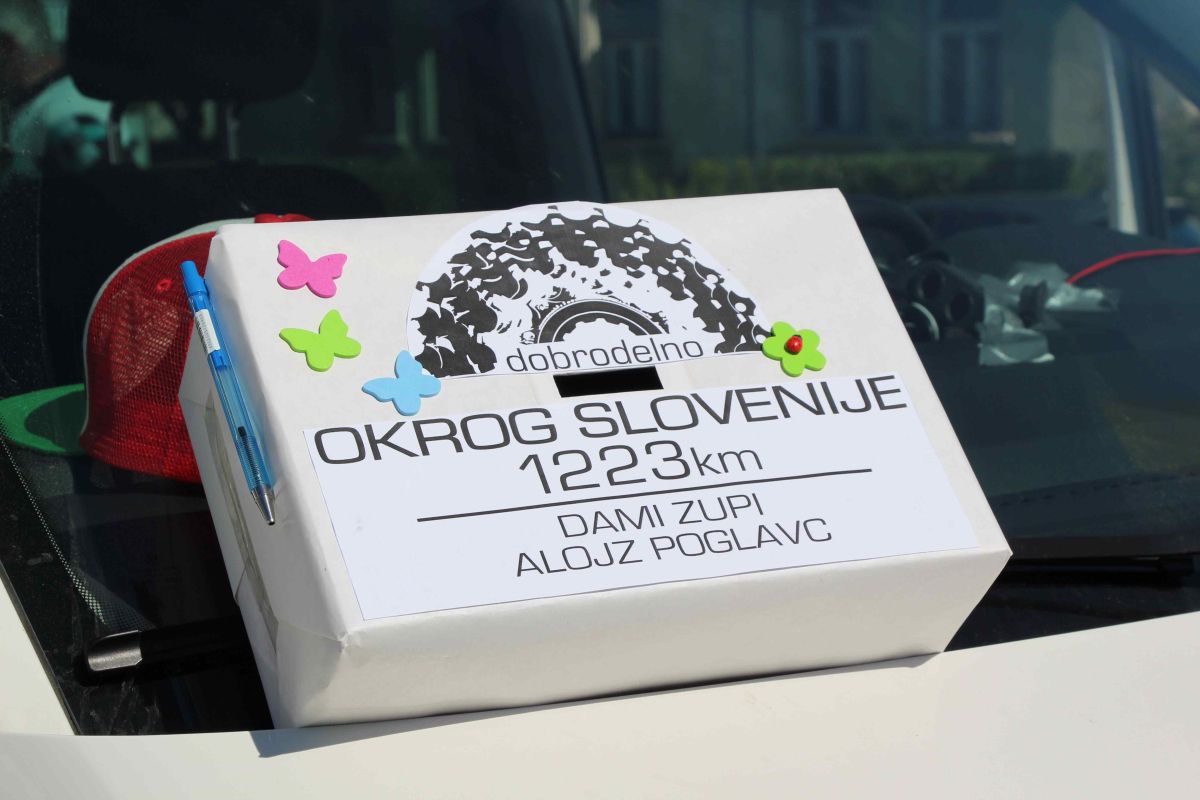 dobrodelno
OKROG SLOVENIJE
1223km
DAMI ZUPI
ALOJZ POGLAVC